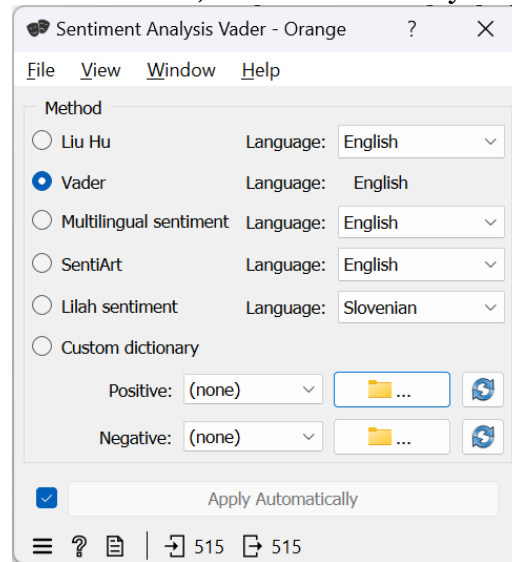 Sentiment Analysis Vader - Orange ? X
File View Window Help
Method
Liu Hu Language: English
Vader Language: English
Multilingual sentiment Language: English
SentiArt Language: English
Lilah sentiment Language: Slovenian
Custom dictionary
Positive: (none) ...
Negative: (none) ...
Apply Automatically
? 515 515